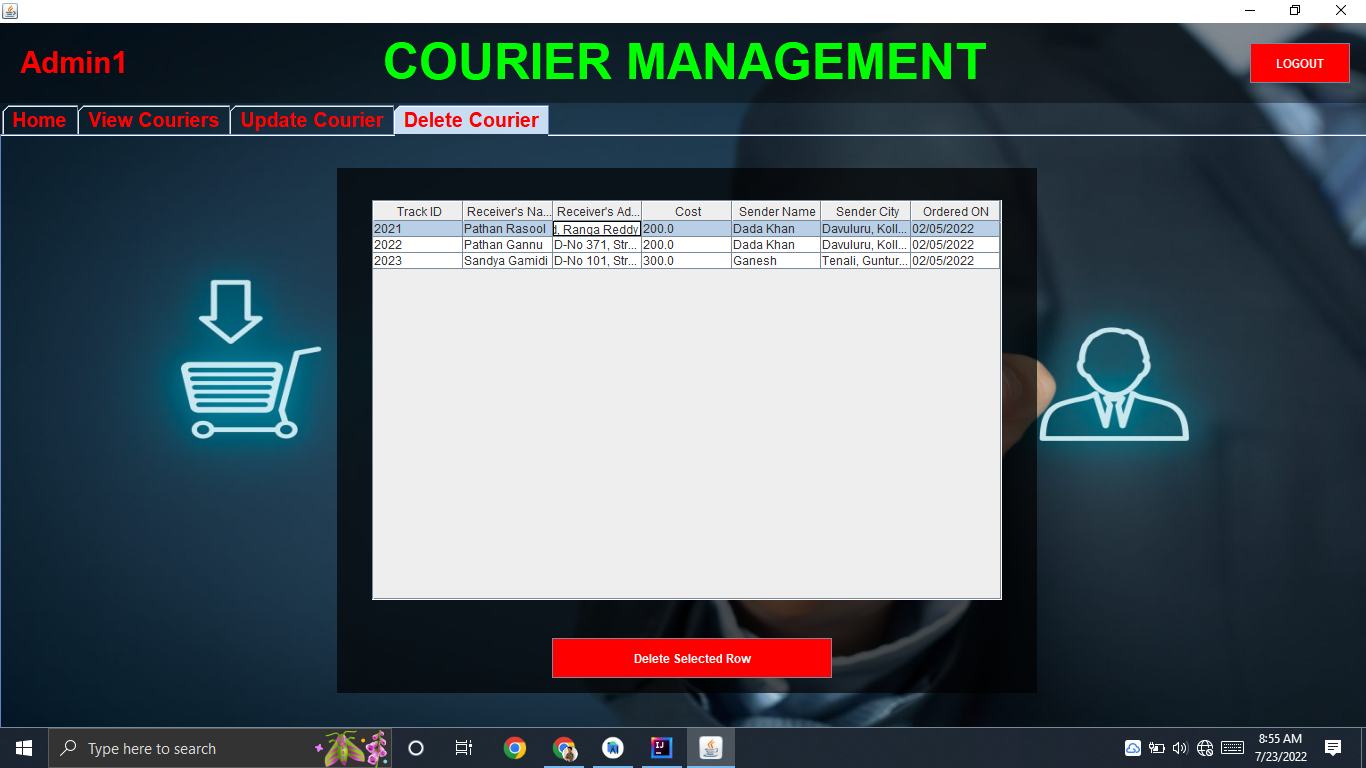 Admin1 COURIER MANAGEMENT LOGOUT
Home View Couriers Update Courier Delete Courier
Track ID Receiver's Na... Receiver's Ad... Cost Sender Name Sender City Ordered ON
2021 Pathan Rasool , Ranga Reddy 200.0 Dada Khan Davuluru, Koll... 02/05/2022
2022 Pathan Gannu D-No 371, Str... 200.0 Dada Khan Davuluru, Koll... 02/05/2022
2023 Sandya Gamidi D-No 101, Str... 300.0 Ganesh Tenali, Guntur... 02/05/2022
Delete Selected Row
Type here to search
8:55 AM
7/23/2022